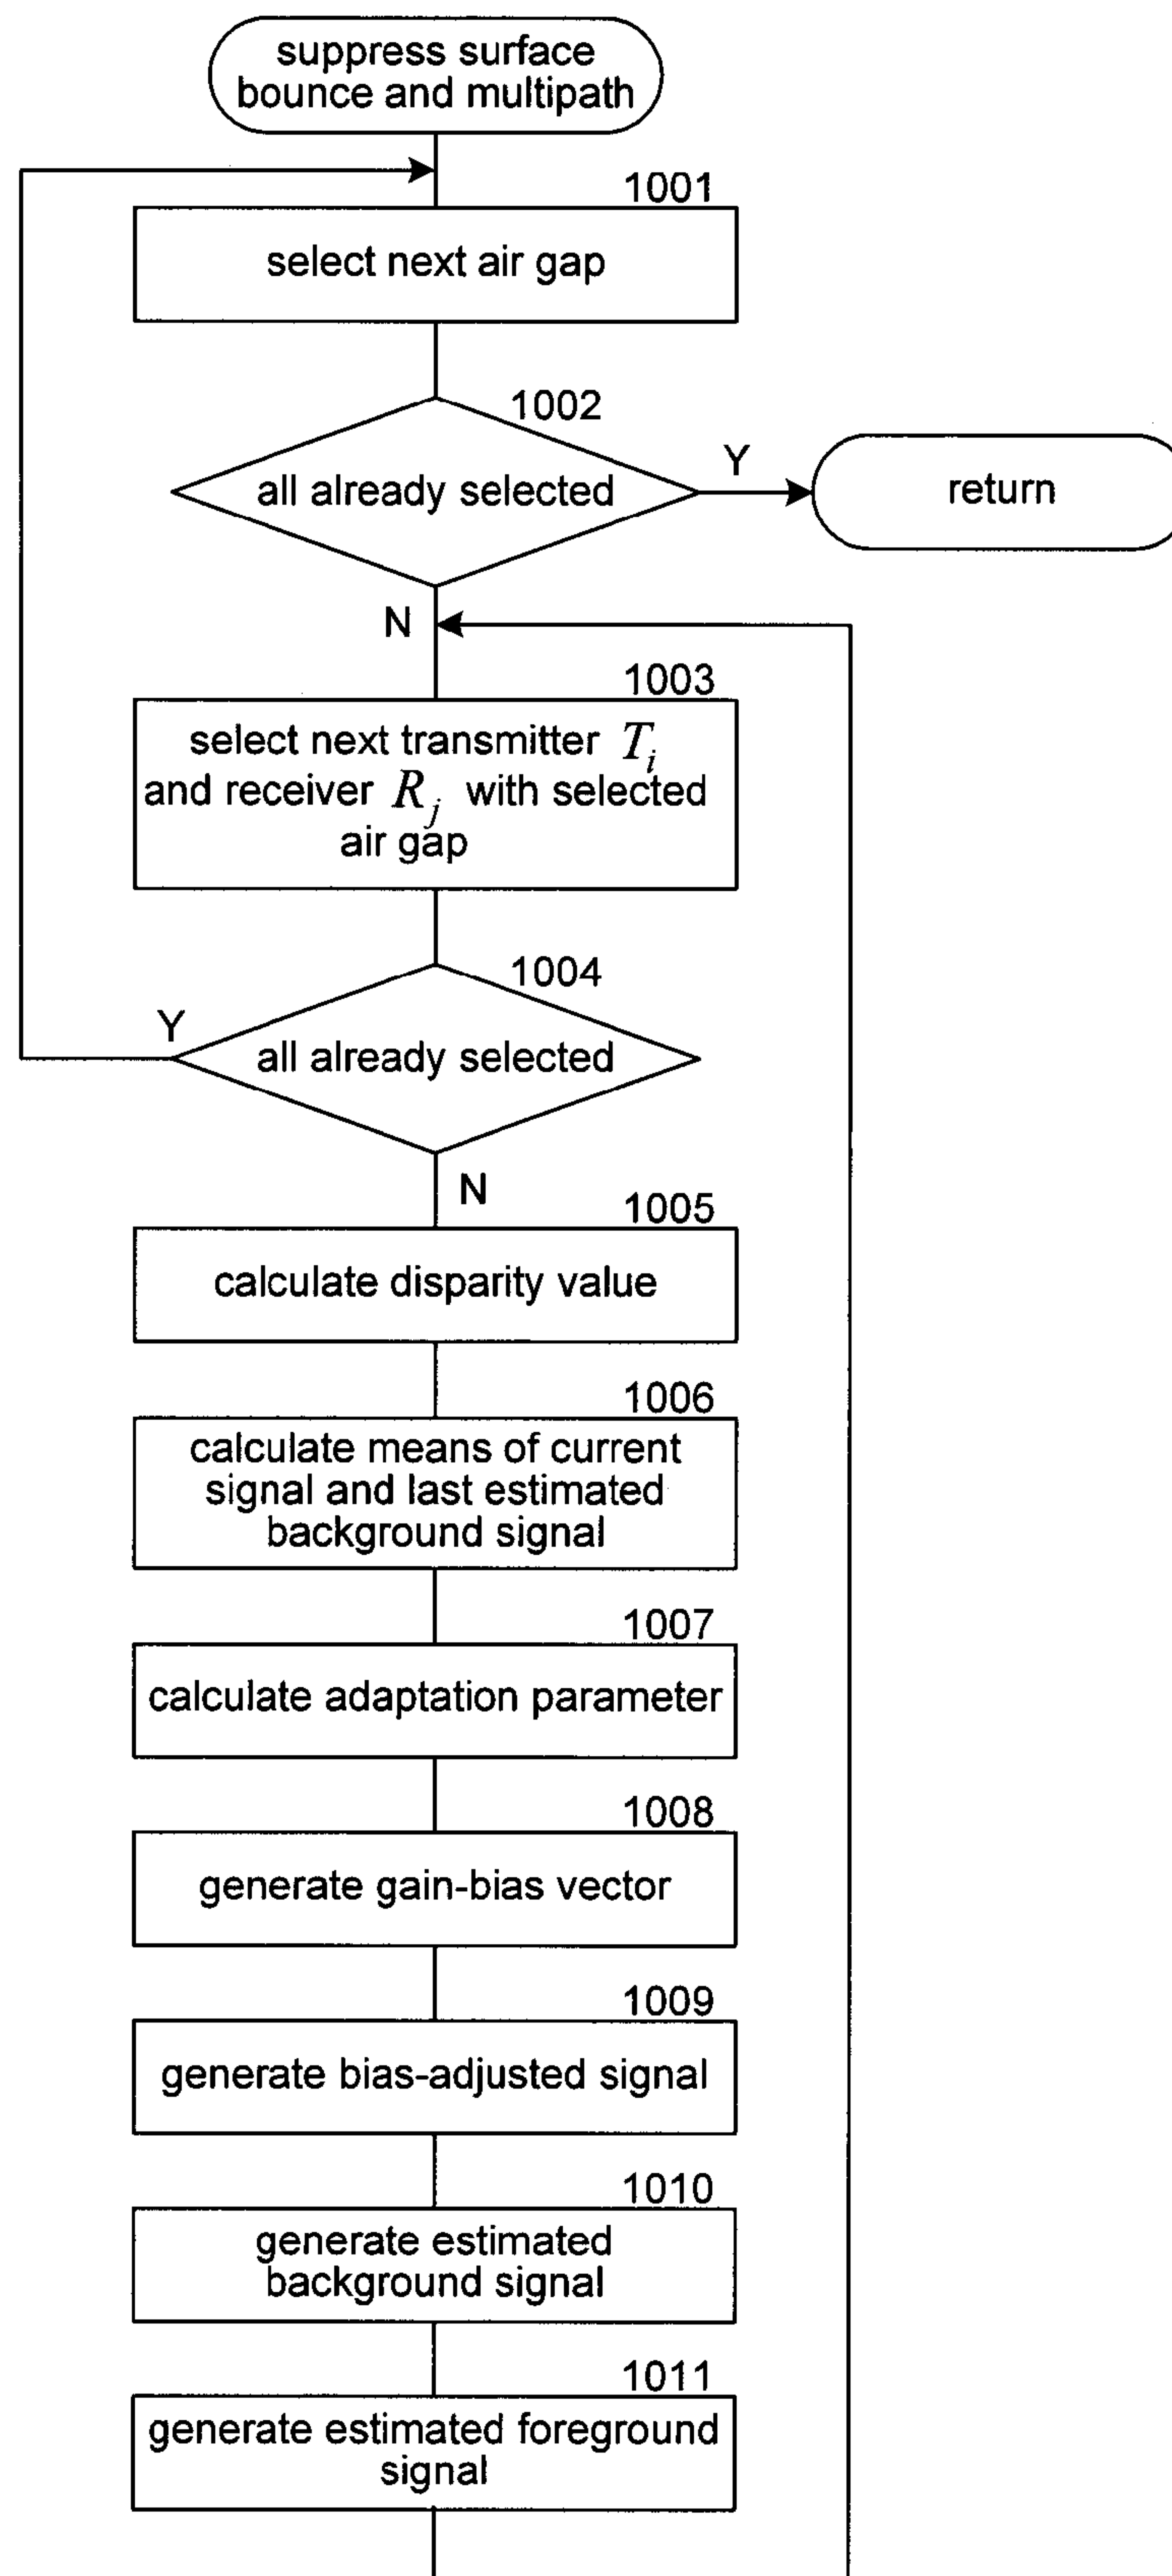 suppress surface
bounce and multipath
1001
select next air gap
1002
all already selected
Y
return
N
1003
select next transmitter T_i
and receiver R_j with selected
air gap
1004
Y
all already selected
N
1005
calculate disparity value
1006
calculate means of current
signal and last estimated
background signal
1007
calculate adaptation parameter
1008
generate gain-bias vector
1009
generate bias-adjusted signal
1010
generate estimated
background signal
1011
generate estimated foreground
signal